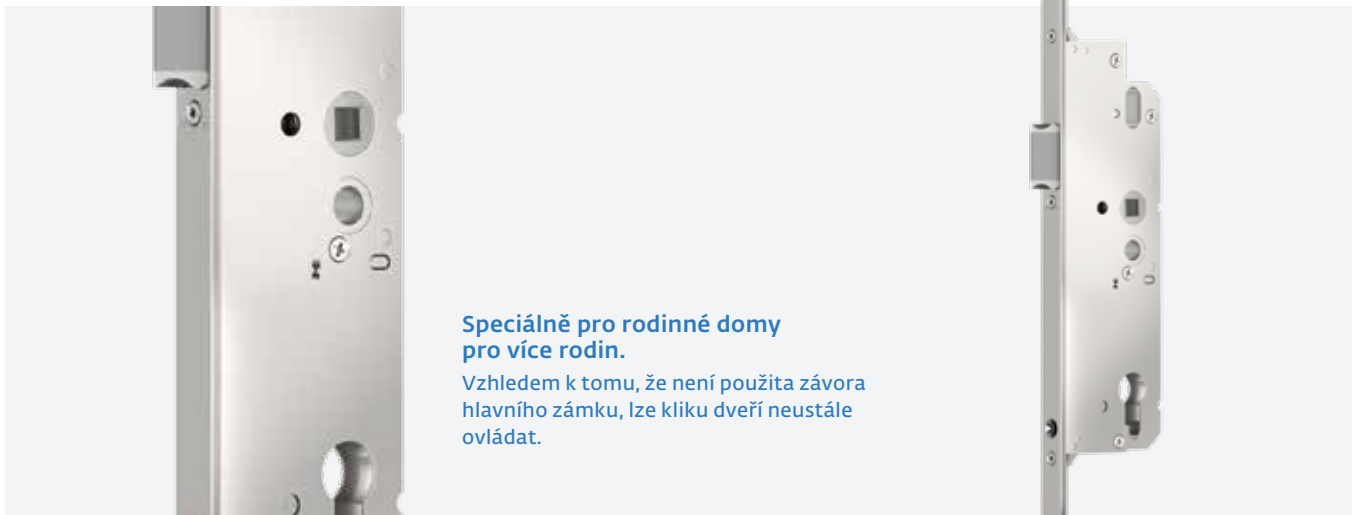 Speciálně pro rodinné domy
pro více rodin.
Vzhledem k tomu, že není použita závora
hlavního zámku, lze kliku dveří neustále
ovládat.